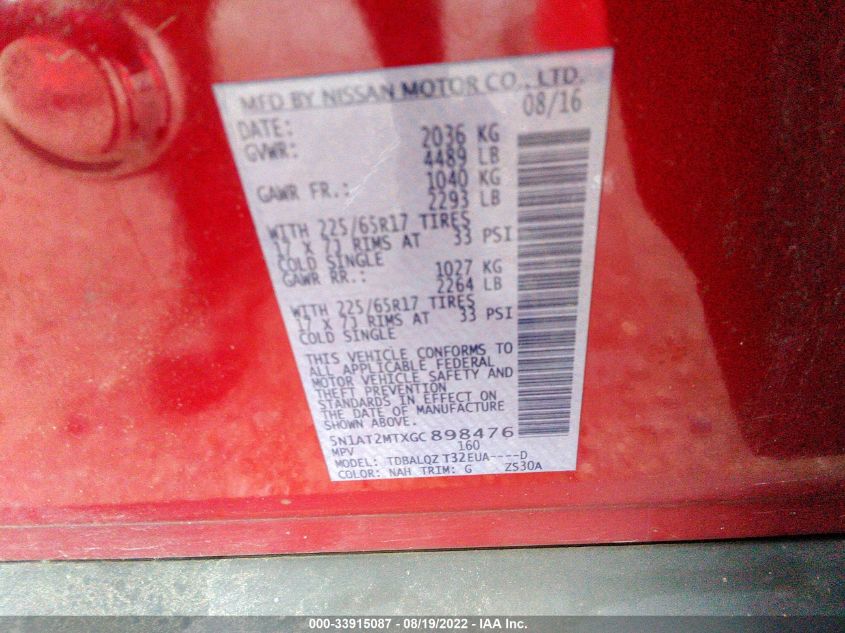 MFD BY NISSAN MOTOR CO., LTD.
DATE: 08/16
GVWR: 2036 KG
4489 LB
GAWR FR.: 1040 KG
2293 LB
WITH 225/65R17 TIRES
17 X 7J RIMS AT 33 PSI
COLD SINGLE
GAWR RR.: 1027 KG
2264 LB
WITH 225/65R17 TIRES
17 X 7J RIMS AT 33 PSI
COLD SINGLE
THIS VEHICLE CONFORMS TO
ALL APPLICABLE FEDERAL
MOTOR VEHICLE SAFETY AND
THEFT PREVENTION
STANDARDS IN EFFECT ON
THE DATE OF MANUFACTURE
SHOWN ABOVE.
5N1AT2MTXGC898476
MPV 160
MODEL: TDBALQZ T32EUA----D
COLOR: NAH TRIM: G ZS30A
000-33915087 - 08/19/2022 - IAA Inc.